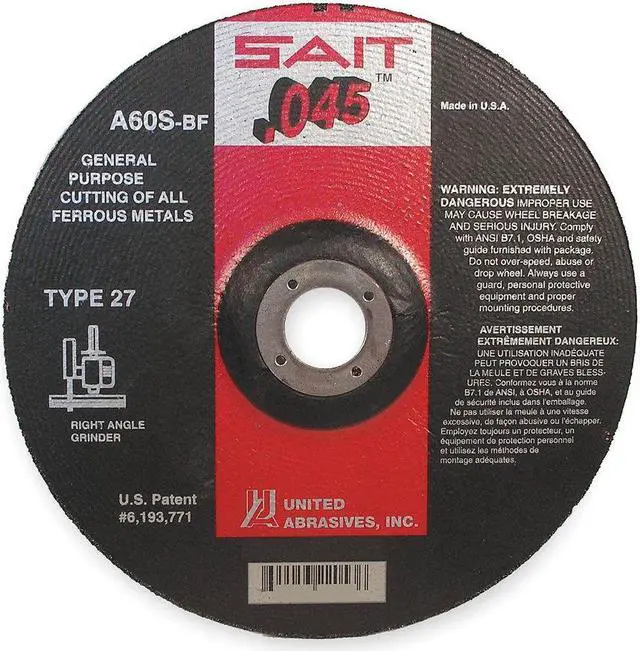 SAIT
.045™
A60S-BF
Made in U.S.A.
GENERAL
PURPOSE
CUTTING OF ALL
FERROUS METALS
TYPE 27
RIGHT ANGLE
GRINDER
WARNING: EXTREMELY
DANGEROUS IMPROPER USE
MAY CAUSE WHEEL BREAKAGE
AND SERIOUS INJURY. Comply
with ANSI B7.1, OSHA and safety
guide furnished with package.
Do not over-speed, abuse or
drop wheel. Always use a
guard, personal protective
equipment and proper
mounting procedures.
AVERTISSEMENT
EXTRÊMEMENT DANGEREUX:
UNE UTILISATION INADÉQUATE
PEUT PROVOQUER UN BRIS DE
LA MEULE ET DE GRAVES BLESS-
URES. Conformez vous à la norme
B7.1 de ANSI, à OSHA, et au guide
de sécurité inclus dans l'emballage.
Ne pas utiliser la meule à une vitesse
excessive, de façon abusive ou l'échapper.
Employez toujours un protecteur, un
équipement de protection personnel
et utilisez les méthodes de
montage adéquates.
U.S. Patent
#6,193,771
UNITED
ABRASIVES, INC.